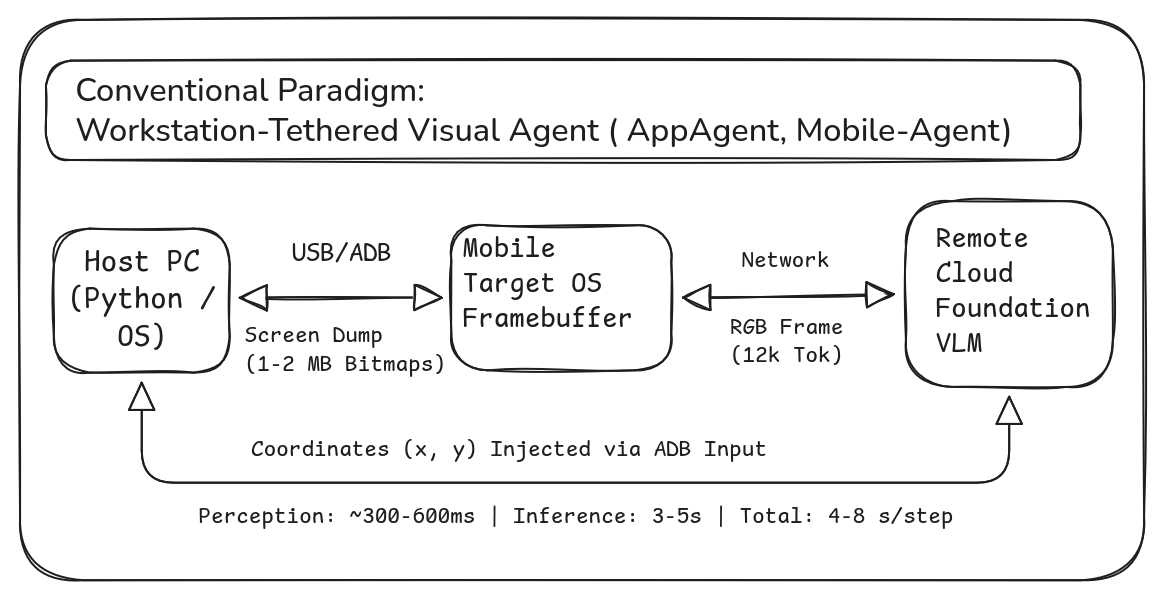 Conventional Paradigm:
Workstation-Tethered Visual Agent ( AppAgent, Mobile-Agent)
Host PC
(Python /
OS)
USB/ADB
Screen Dump
(1-2 MB Bitmaps)
Mobile
Target OS
Framebuffer
Network
RGB Frame
(12k Tok)
Remote
Cloud
Foundation
VLM
Coordinates (x, y) Injected via ADB Input
Perception: ~300-600ms | Inference: 3-5s | Total: 4-8 s/step